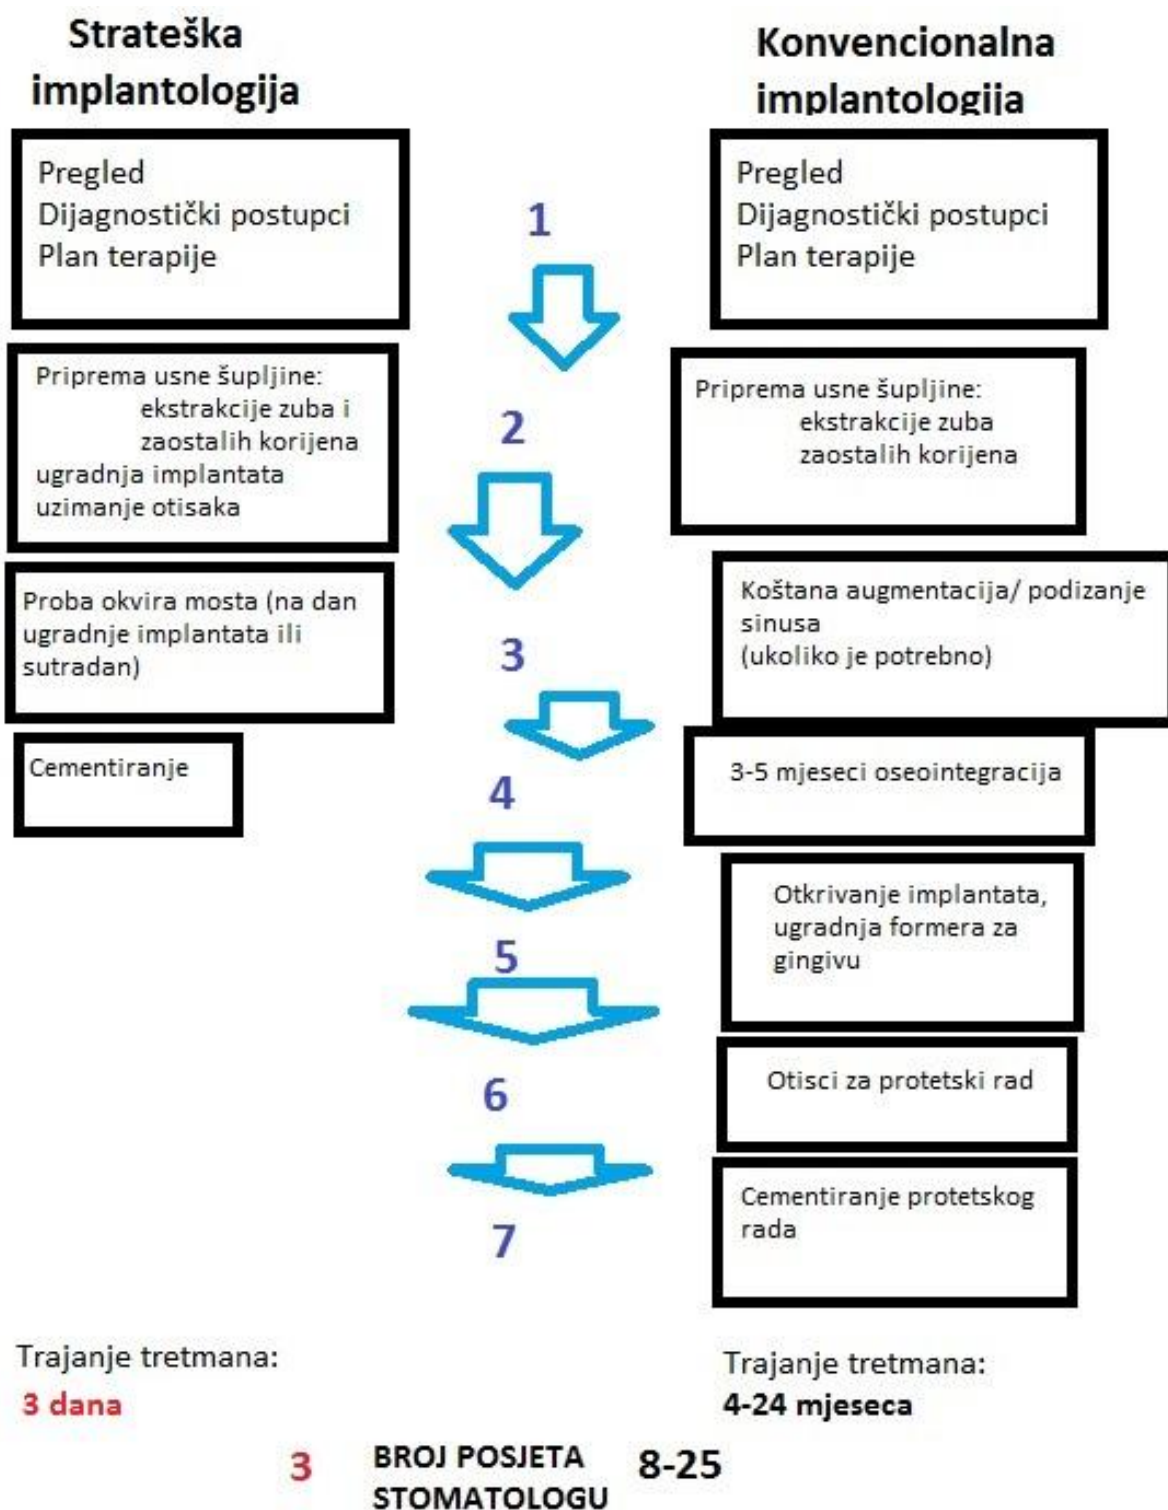 Strateška
implantologija
Pregled
Dijagnostički postupci
Plan terapije
Priprema usne šupljine:
ekstrakcije zuba i
zaostalih korijena
ugradnja implantata
uzimanje otisaka
Proba okvira mosta (na dan
ugradnje implantata ili
sutradan)
Cementiranje
1
2
3
4
5
6
7
Konvencionalna
implantologija
Pregled
Dijagnostički postupci
Plan terapije
Priprema usne šupljine:
ekstrakcije zuba
zaostalih korijena
Koštana augmentacija/ podizanje
sinusa
(ukoliko je potrebno)
3-5 mjeseci oseointegracija
Otkrivanje implantata,
ugradnja formera za
gingivu
Otisci za protetski rad
Cementiranje protetskog
rada
Trajanje tretmana:
3 dana
Trajanje tretmana:
4-24 mjeseca
3 BROJ POSJETA 8-25
STOMATOLOGU